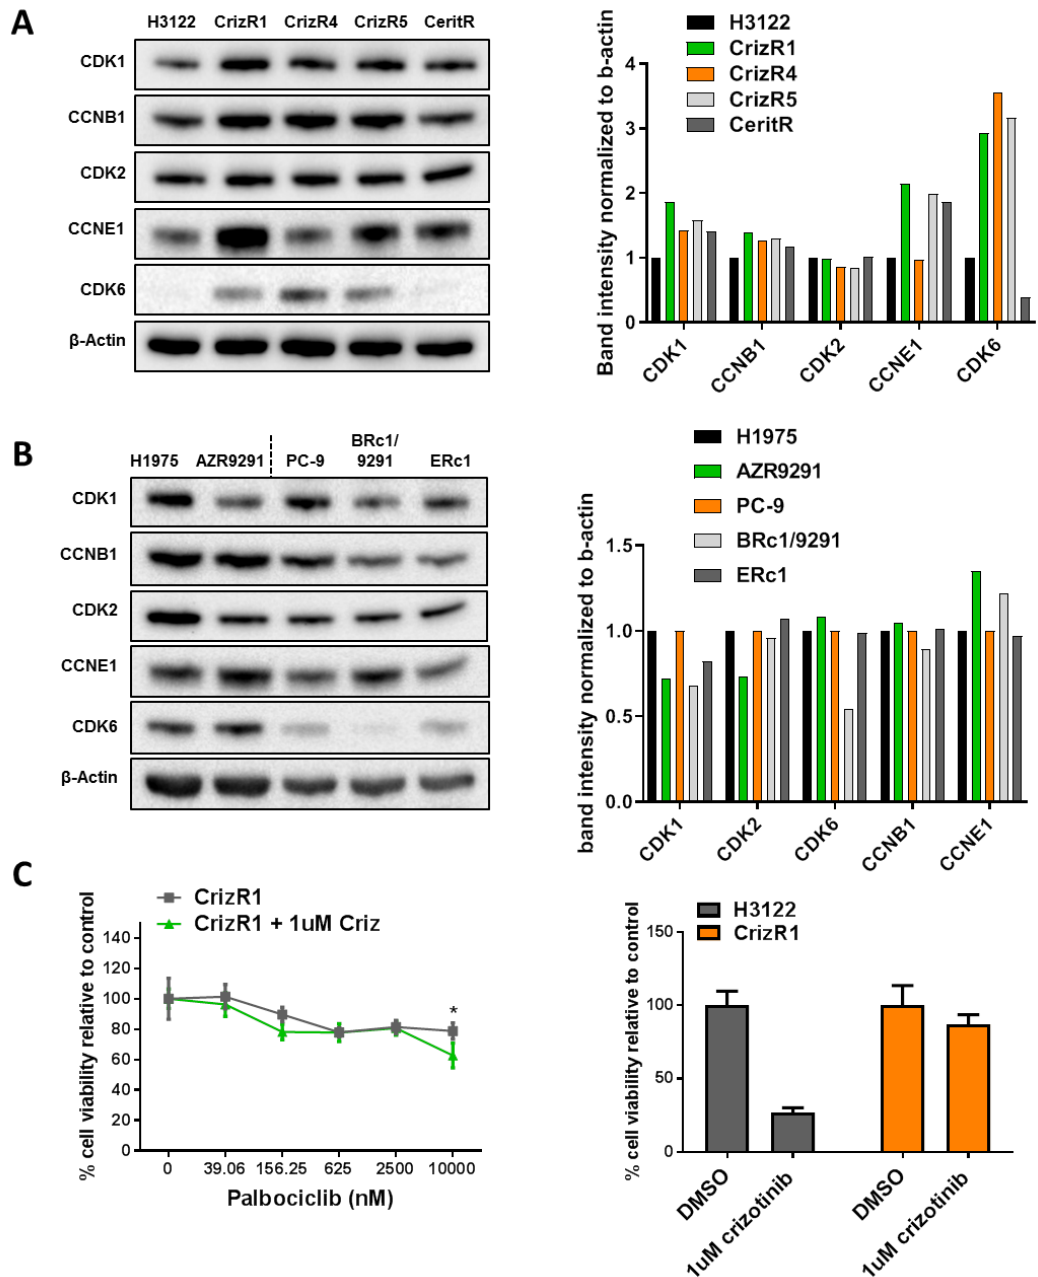 A
H3122 CrizR1 CrizR4 CrizR5 CeritR
CDK1
CCNB1
CDK2
CCNE1
CDK6
β-Actin
H3122
CrizR1
CrizR4
CrizR5
CeritR
Band intensity normalized to b-actin
4
3
2
1
0
CDK1
CCNB1
CDK2
CCNE1
CDK6
B
H1975 AZR9291 PC-9 BRc1/
9291 ERc1
CDK1
CCNB1
CDK2
CCNE1
CDK6
β-Actin
H1975
AZR9291
PC-9
BRc1/9291
ERc1
band intensity normalized to b-actin
1.5
1.0
0.5
0.0
CDK1
CDK2
CDK6
CCNB1
CCNE1
C
CrizR1
CrizR1 + 1uM Criz
% cell viability relative to control
140
120
100
80
60
40
20
0
*
0 39.06 156.25 625 2500 10000
Palbociclib (nM)
H3122
CrizR1
% cell viability relative to control
150
100
50
0
DMSO
1uM crizotinib
DMSO
1uM crizotinib